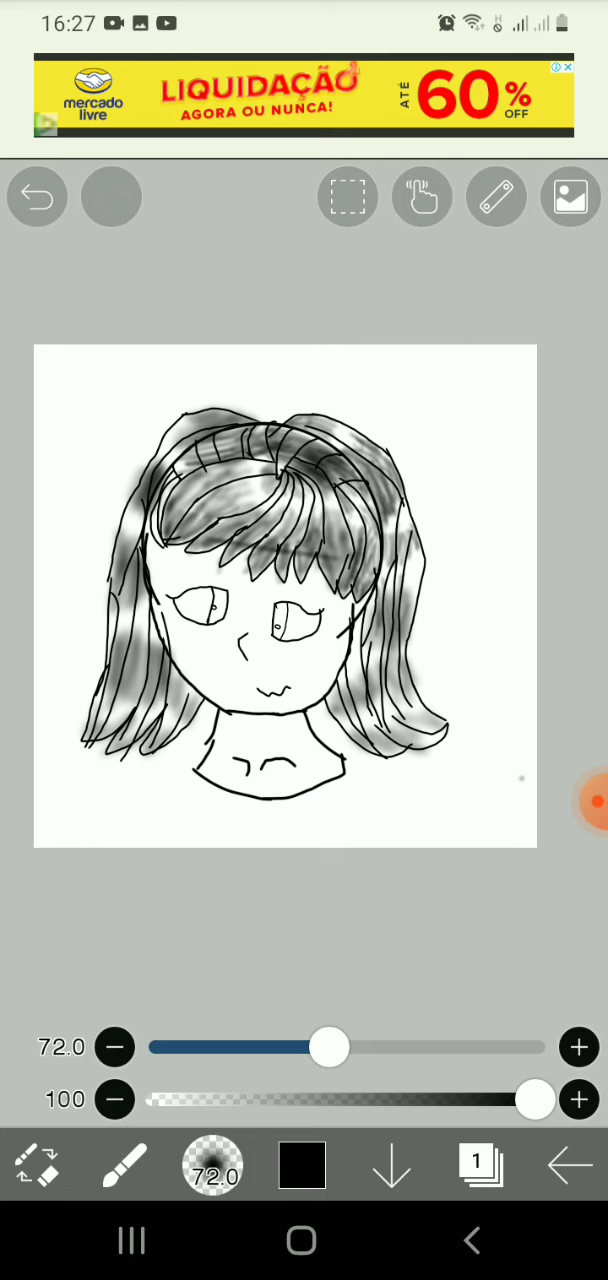 16:27
mercado
livre
LIQUIDAÇÃO
AGORA OU NUNCA!
ATÉ
60%
OFF
72.0
100
72.0
1